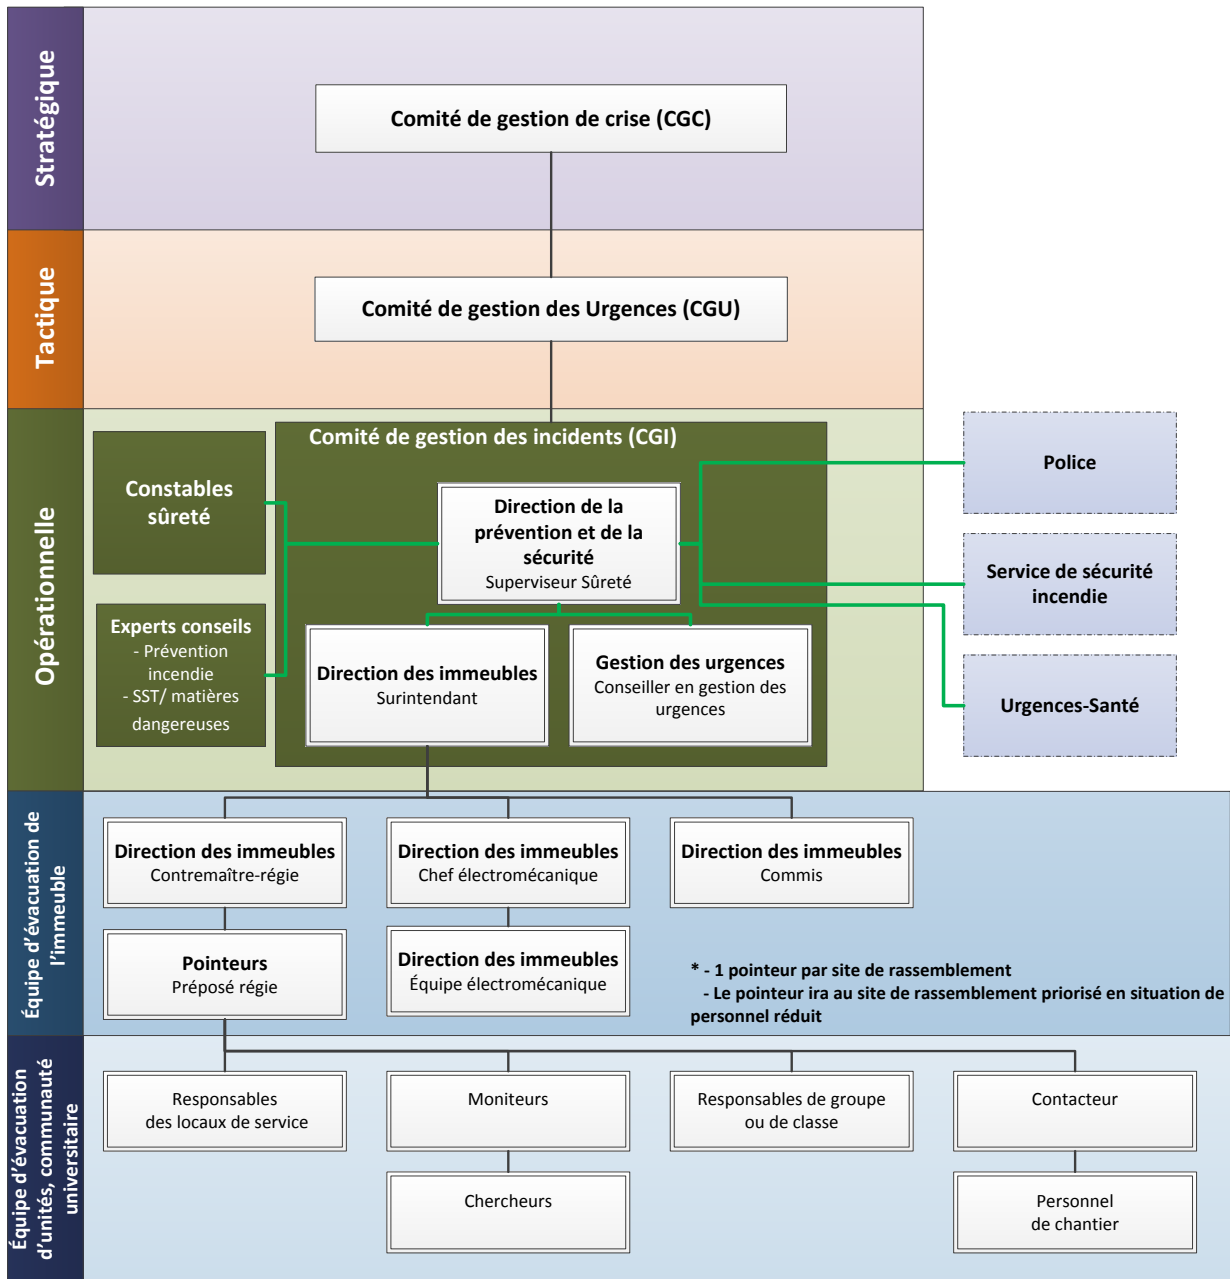 Stratégique
Comité de gestion de crise (CGC)
Tactique
Comité de gestion des Urgences (CGU)
Opérationnelle
Comité de gestion des incidents (CGI)
Constables
sûreté
Experts conseils
- Prévention
incendie
- SST/ matières
dangereuses
Direction de la
prévention et de la
sécurité
Superviseur Sûreté
Direction des immeubles
Surintendant
Gestion des urgences
Conseiller en gestion des
urgences
Police
Service de sécurité
incendie
Urgences-Santé
Équipe d’évacuation de
l’immeuble
Direction des immeubles
Contremaître-régie
Direction des immeubles
Chef électromécanique
Direction des immeubles
Commis
Pointeurs
Préposé régie
Direction des immeubles
Équipe électromécanique
* - 1 pointeur par site de rassemblement
- Le pointeur ira au site de rassemblement priorisé en situation de
personnel réduit
Équipe d’évacuation
d’unités, communauté
universitaire
Responsables
des locaux de service
Moniteurs
Responsables de groupe
ou de classe
Contacteur
Chercheurs
Personnel
de chantier